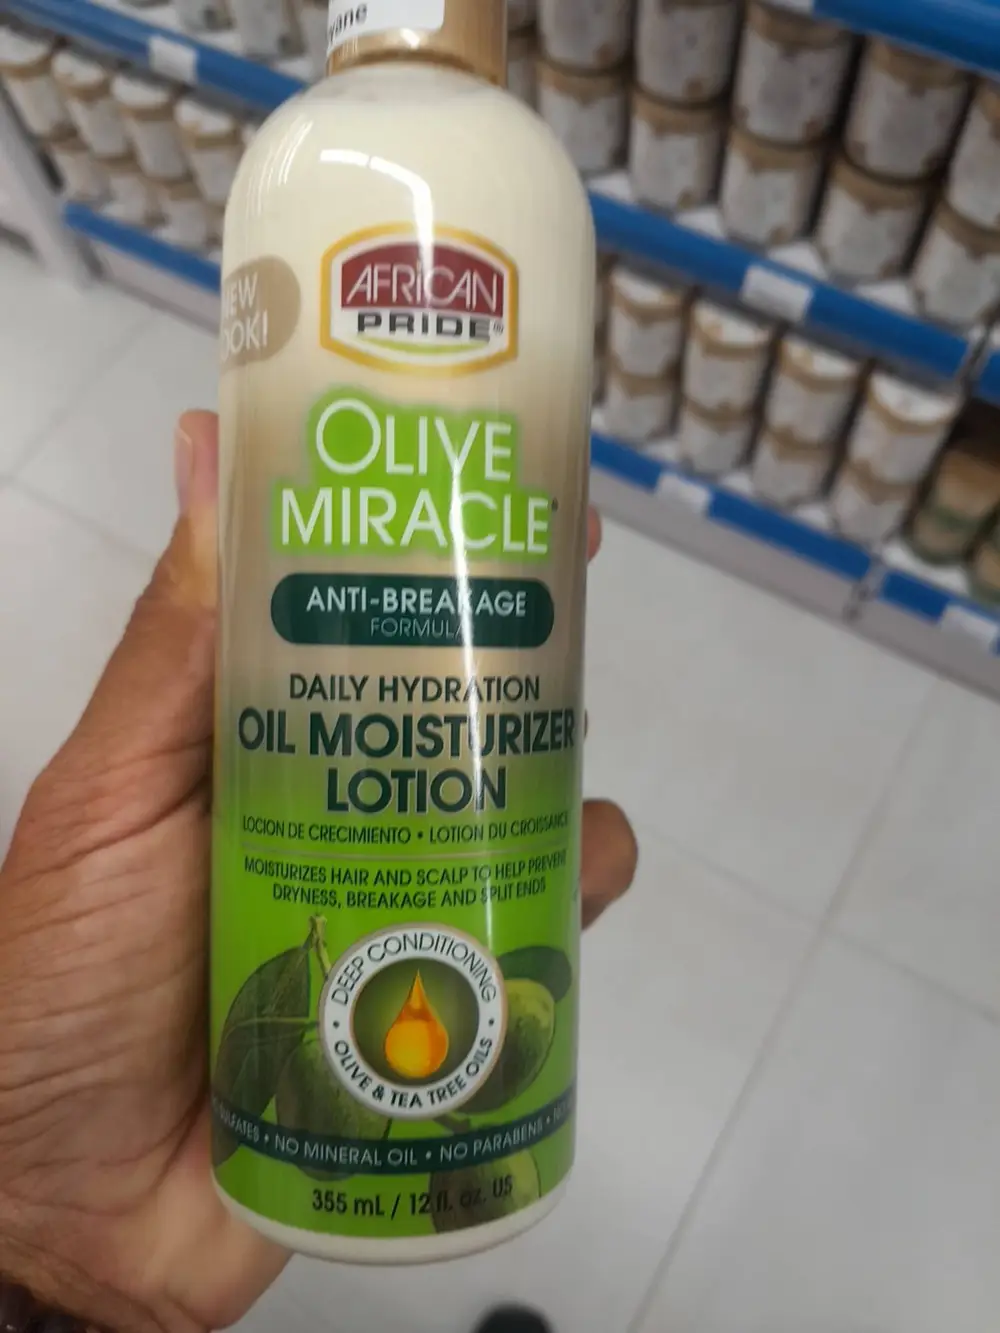 AFRICAN
PRIDE®
OLIVE
MIRACLE®
ANTI-BREAKAGE
FORMULA
DAILY HYDRATION
OIL MOISTURIZER
LOTION
LOCION DE CRECIMIENTO • LOTION DU CROISSANCE
MOISTURIZES HAIR AND SCALP TO HELP PREVENT
DRYNESS, BREAKAGE AND SPLIT ENDS
DEEP CONDITIONING
• OLIVE & TEA TREE OILS •
• NO MINERAL OIL • NO PARABENS •
355 mL / 12 fl. oz. US